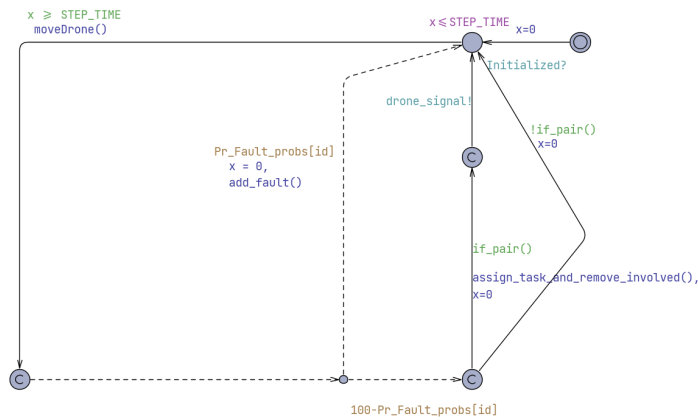 x ⩾ STEP_TIME
moveDrone()
x⩽STEP_TIME
x=0
Initialized?
drone_signal!
!if_pair()
x=0
Pr_Fault_probs[id]
x = 0,
add_fault()
C
if_pair()
assign_task_and_remove_involved(),
x=0
C
C
100-Pr_Fault_probs[id]